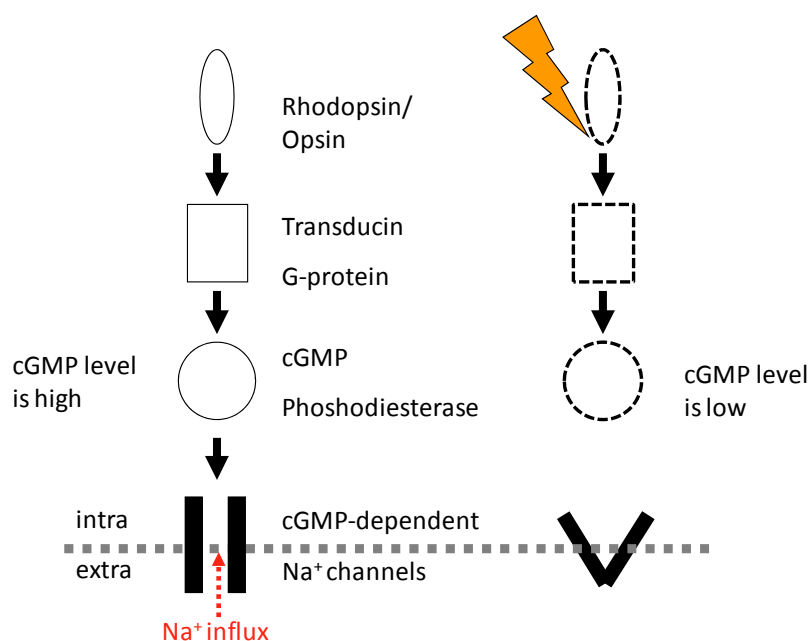 Rhodopsin/
Opsin
Transducin
G-protein
cGMP level
is high
cGMP
Phoshodiesterase
cGMP level
is low
intra
extra
cGMP-dependent
Na⁺ channels
Na⁺ influx